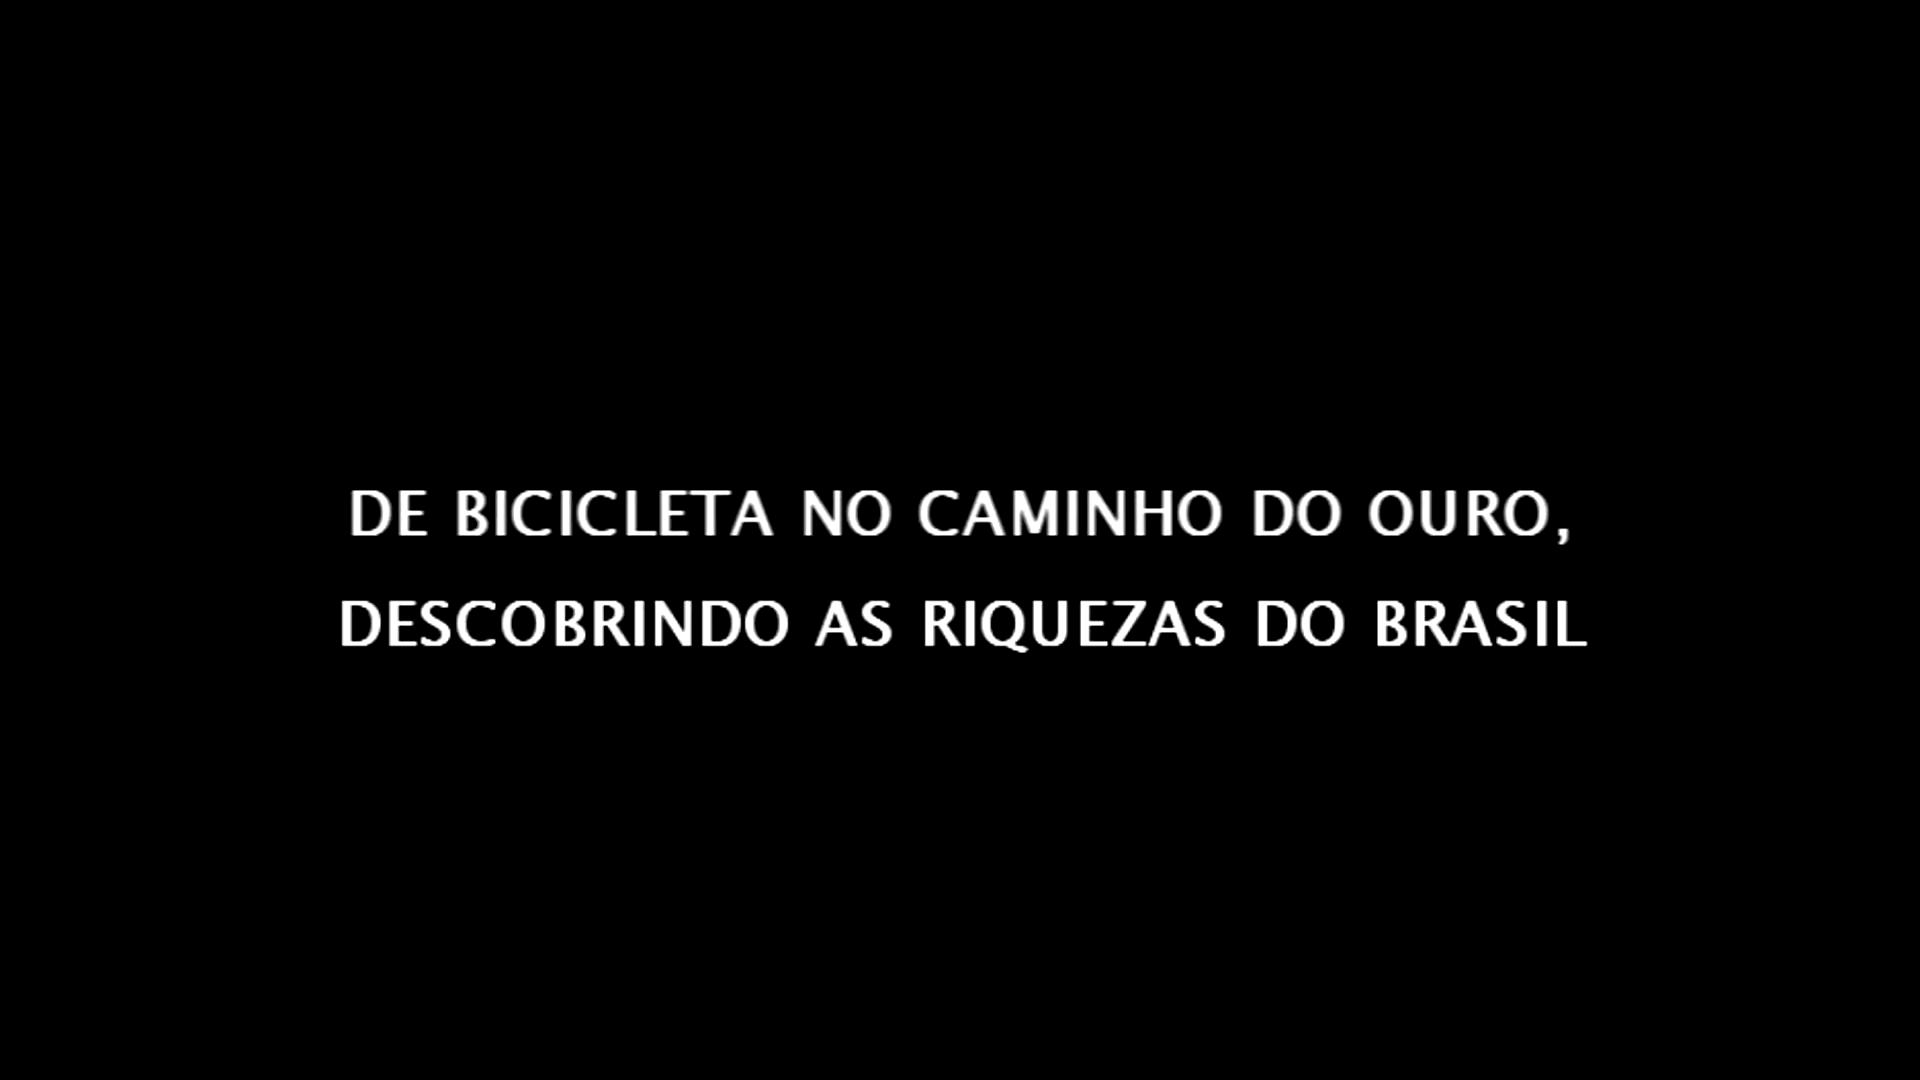 DE BICICLETA NO CAMINHO DO OURO,
DESCOBRINDO AS RIQUEZAS DO BRASIL